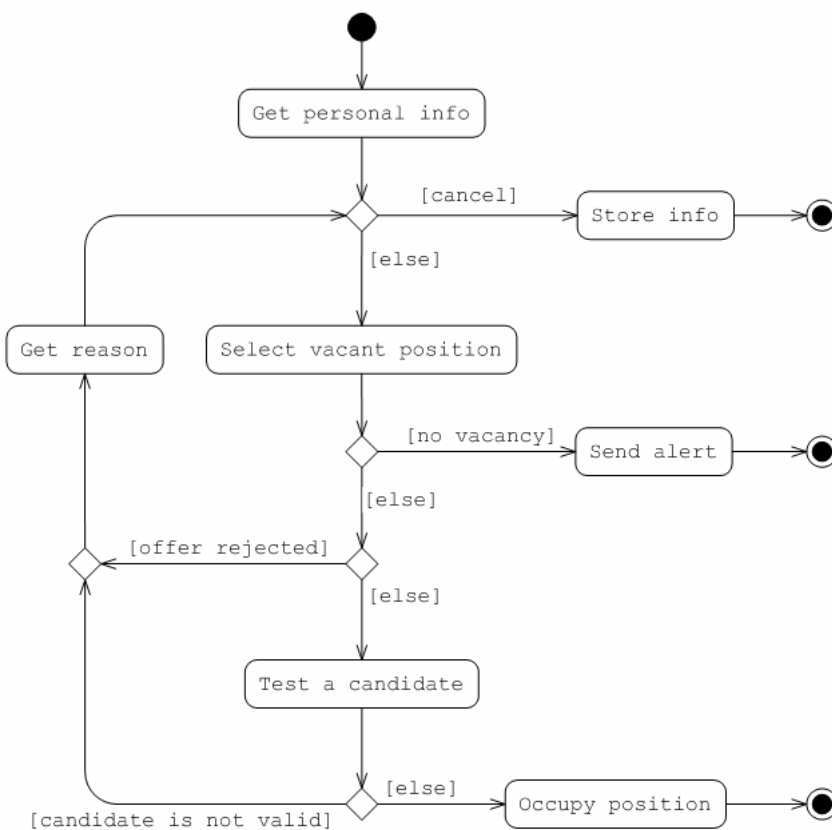 Get personal info
[cancel]
Store info
[else]
Get reason
Select vacant position
[no vacancy]
Send alert
[else]
[offer rejected]
[else]
Test a candidate
[else]
Occupy position
[candidate is not valid]